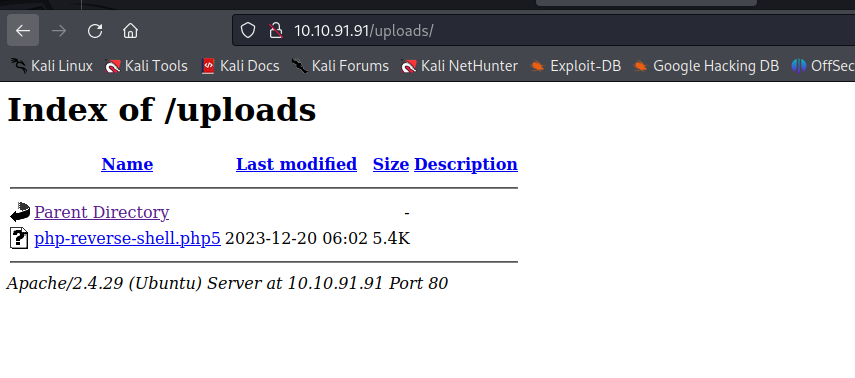 10.10.91.91/uploads/
Kali Linux Kali Tools Kali Docs Kali Forums Kali NetHunter Exploit-DB Google Hacking DB OffSec
Index of /uploads
Name Last modified Size Description
Parent Directory -
php-reverse-shell.php5 2023-12-20 06:02 5.4K
Apache/2.4.29 (Ubuntu) Server at 10.10.91.91 Port 80